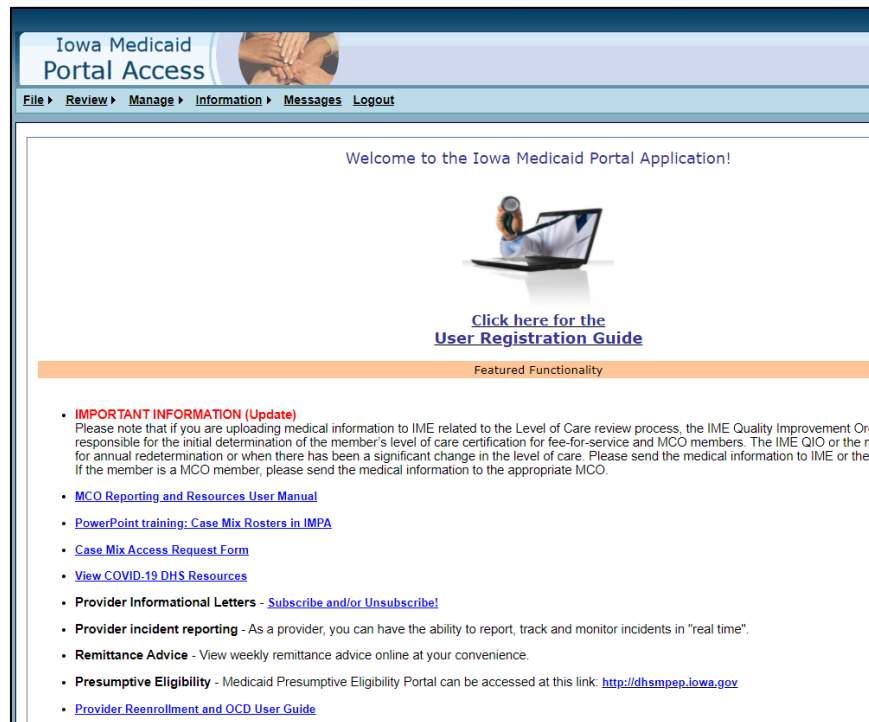 Iowa Medicaid
Portal Access
File Review Manage Information Messages Logout
Welcome to the Iowa Medicaid Portal Application!
Click here for the
User Registration Guide
Featured Functionality
IMPORTANT INFORMATION (Update)
Please note that if you are uploading medical information to IME related to the Level of Care review process, the IME Quality Improvement
responsible for the initial determination of the member's level of care certification for fee-for-service and MCO members. The IME QIO or the
for annual redetermination or when there has been a significant change in the level of care. Please send the medical information to IME or the
If the member is a MCO member, please send the medical information to the appropriate MCO.
MCO Reporting and Resources User Manual
PowerPoint training: Case Mix Rosters in IMPA
Case Mix Access Request Form
View COVID-19 DHS Resources
Provider Informational Letters - Subscribe and/or Unsubscribe!
Provider incident reporting - As a provider, you can have the ability to report, track and monitor incidents in "real time".
Remittance Advice - View weekly remittance advice online at your convenience.
Presumptive Eligibility - Medicaid Presumptive Eligibility Portal can be accessed at this link: http://dhsmpep.iowa.gov
Provider Reenrollment and OCD User Guide